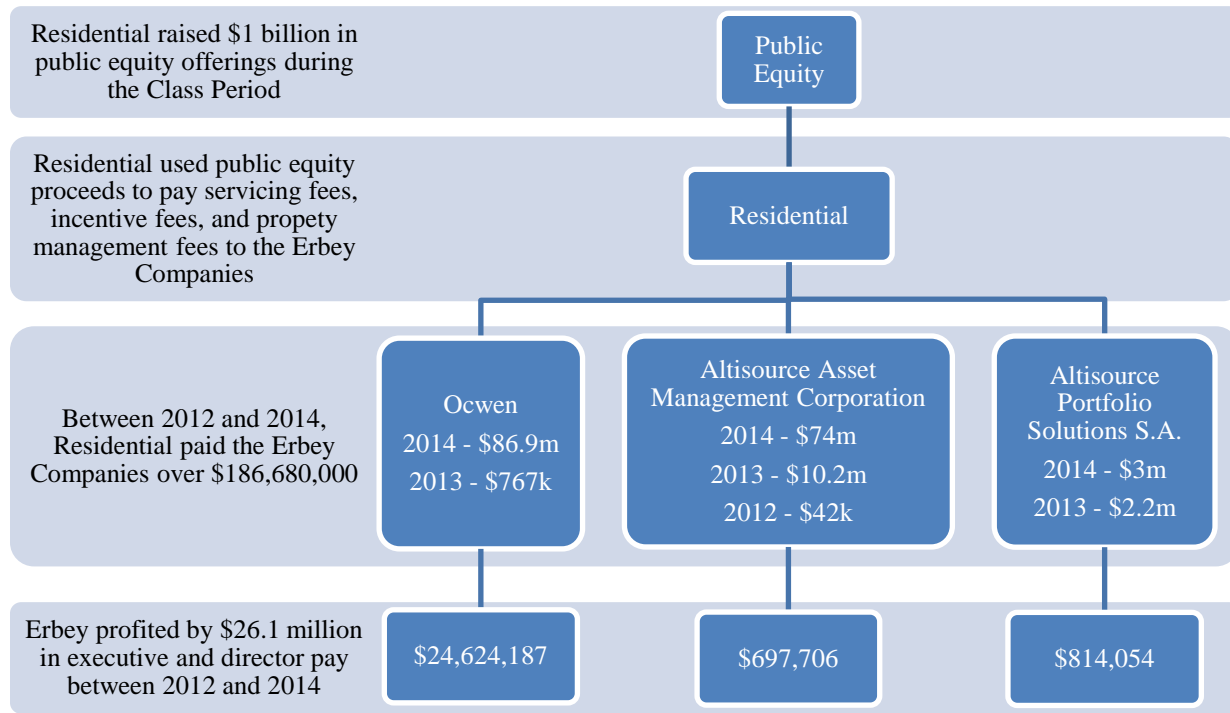 Residential raised $1 billion in
public equity offerings during
the Class Period
Public
Equity
Residential used public equity
proceeds to pay servicing fees,
incentive fees, and propety
management fees to the Erbey
Companies
Residential
Between 2012 and 2014,
Residential paid the Erbey
Companies over $186,680,000
Ocwen
2014 - $86.9m
2013 - $767k
Altisource Asset
Management Corporation
2014 - $74m
2013 - $10.2m
2012 - $42k
Altisource
Portfolio
Solutions S.A.
2014 - $3m
2013 - $2.2m
Erbey profited by $26.1 million
in executive and director pay
between 2012 and 2014
$24,624,187
$697,706
$814,054